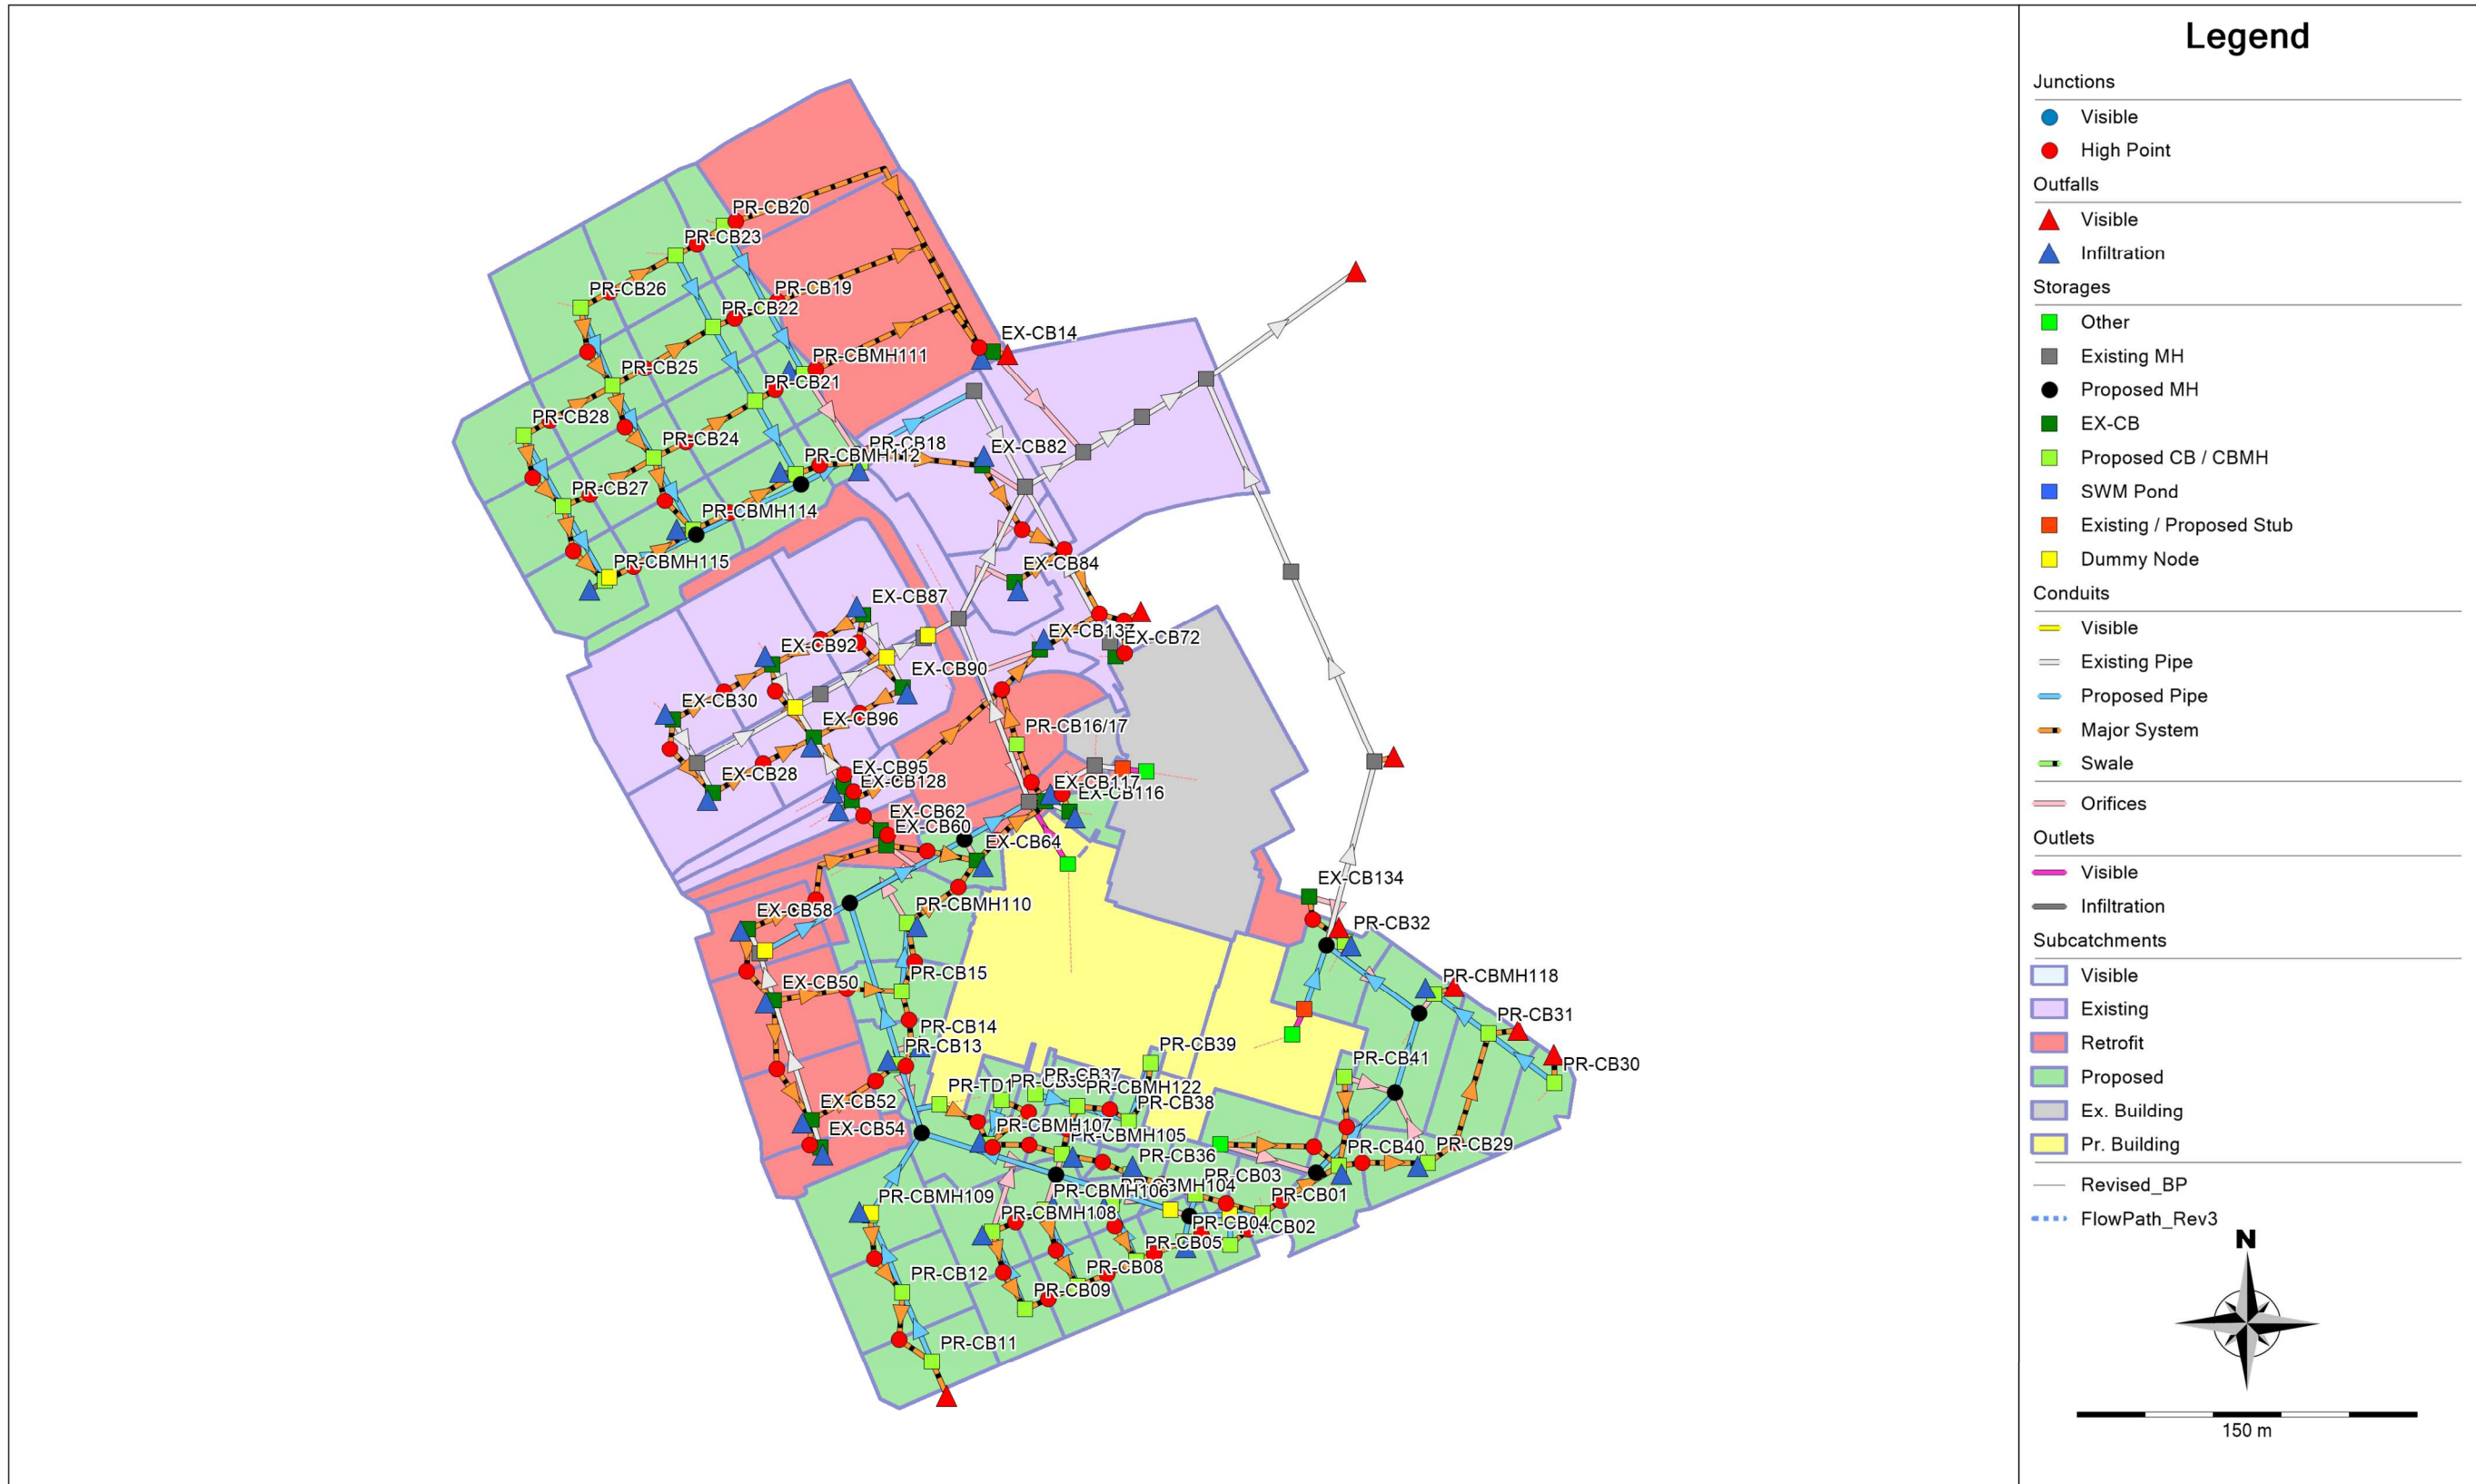 PR-CB20
PR-CB23
PR-CB26
PR-CB19
PR-CB22
EX-CB14
PR-CBMH111
PR-CB25
PR-CB21
PR-CB28
PR-CB24
PR-CB18
EX-CB82
PR-CBMH112
PR-CB27
PR-CBMH114
PR-CBMH115
EX-CB84
EX-CB87
EX-CB137
EX-CB72
EX-CB92
EX-CB90
EX-CB30
EX-CB96
PR-CB16/17
EX-CB28
EX-CB95
EX-CB128
EX-CB117
EX-CB116
EX-CB62
EX-CB60
EX-CB64
EX-CB134
PR-CBMH110
EX-CB58
PR-CB32
PR-CB15
PR-CBMH118
EX-CB50
PR-CB31
PR-CB14
PR-CB13
PR-CB39
PR-CB41
PR-CB30
PR-TD1
PR-CB37
PR-CBMH122
PR-CB38
EX-CB52
EX-CB54
PR-CBMH107
PR-CBMH105
PR-CB40
PR-CB29
PR-CB36
PR-CB03
PR-CBMH104
PR-CBMH106
PR-CB01
PR-CBMH109
PR-CBMH108
PR-CB04
CB02
PR-CB05
PR-CB08
PR-CB12
PR-CB09
PR-CB11
Legend
Junctions
Visible
High Point
Outfalls
Visible
Infiltration
Storages
Other
Existing MH
Proposed MH
EX-CB
Proposed CB / CBMH
SWM Pond
Existing / Proposed Stub
Dummy Node
Conduits
Visible
Existing Pipe
Proposed Pipe
Major System
Swale
Orifices
Outlets
Visible
Infiltration
Subcatchments
Visible
Existing
Retrofit
Proposed
Ex. Building
Pr. Building
Revised_BP
FlowPath_Rev3
N
150 m